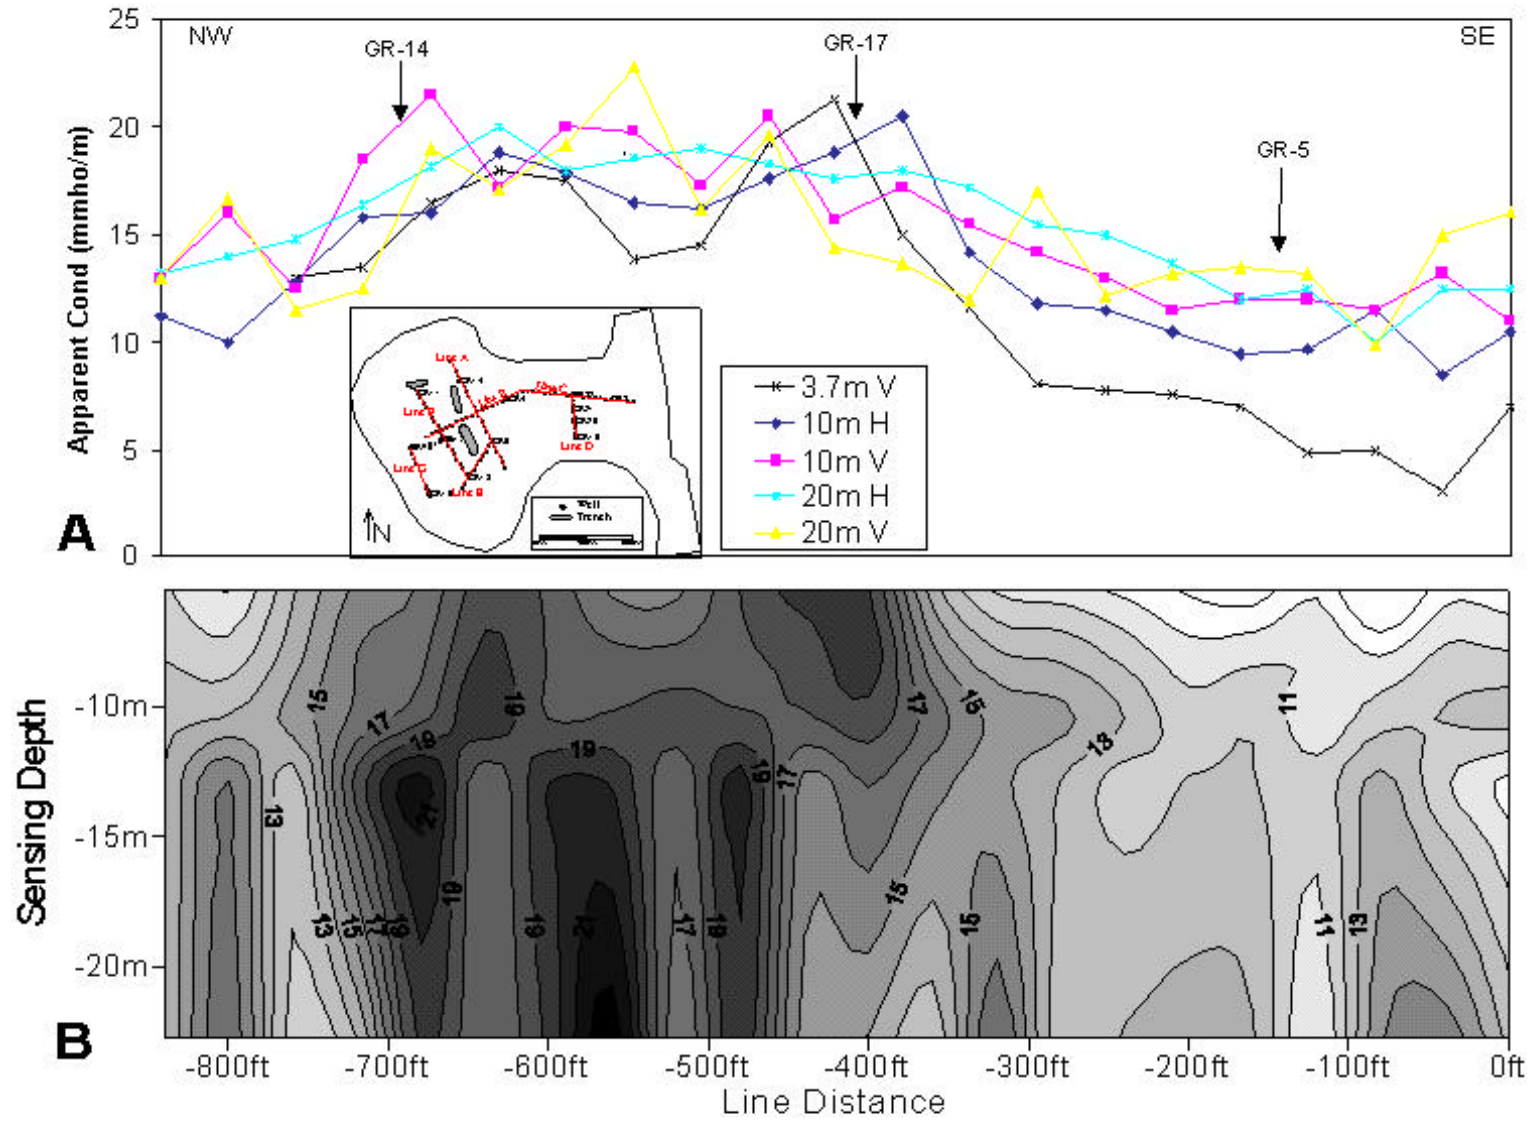 25
NW
SE
GR-14
GR-17
GR-5
20
15
10
5
0
Apparent Cond (mmho/m)
A
Line A
Line B
Line G
Line B
Line D
Well
Trench
N
3.7m V
10m H
10m V
20m H
20m V
-10m
-15m
-20m
Sensing Depth
B
15
17
19
19
19
19
17
17
15
13
11
13
21
13
15
17
19
19
19
21
17
19
15
15
11
13
-800ft
-700ft
-600ft
-500ft
-400ft
-300ft
-200ft
-100ft
0ft
Line Distance